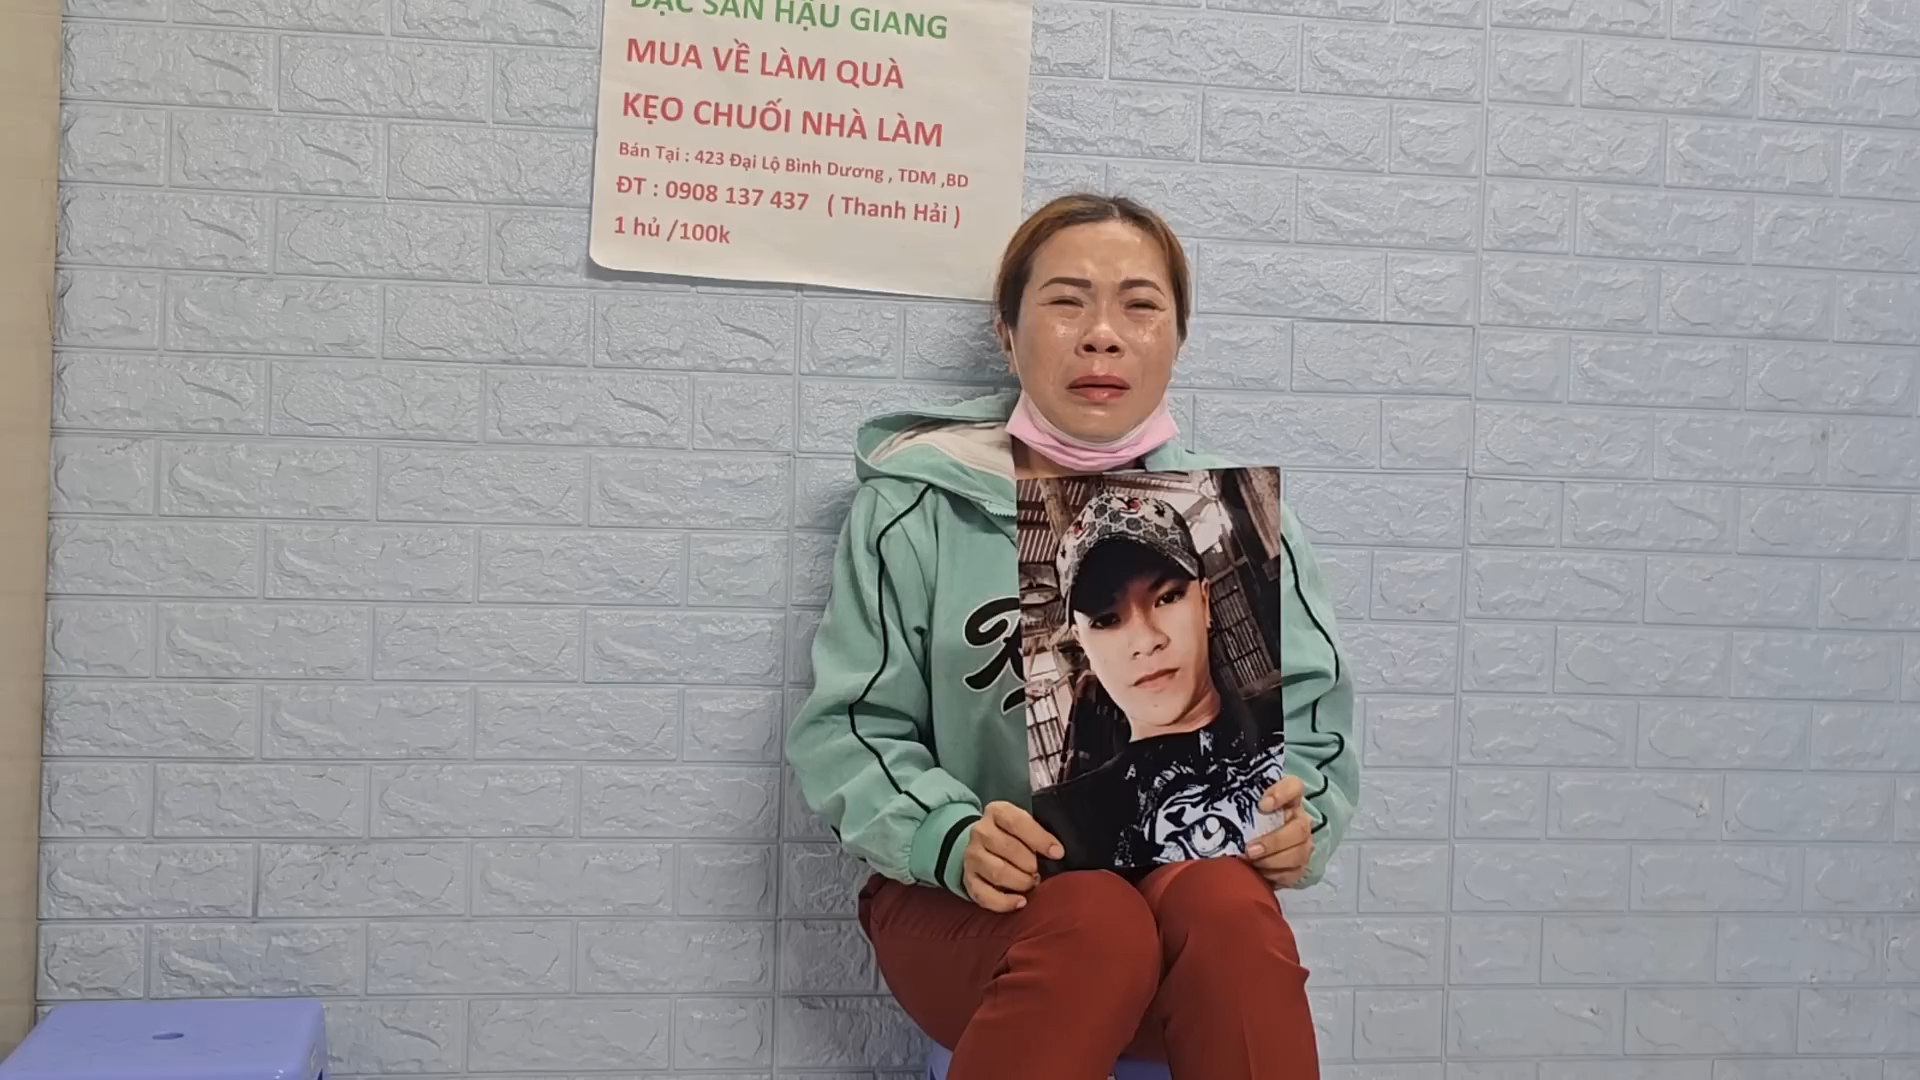 ĐẶC SẢN HẬU GIANG
MUA VỀ LÀM QUÀ
KẸO CHUỐI NHÀ LÀM
Bán Tại : 423 Đại Lộ Bình Dương , TDM ,BD
ĐT : 0908 137 437 ( Thanh Hải )
1 hủ /100k